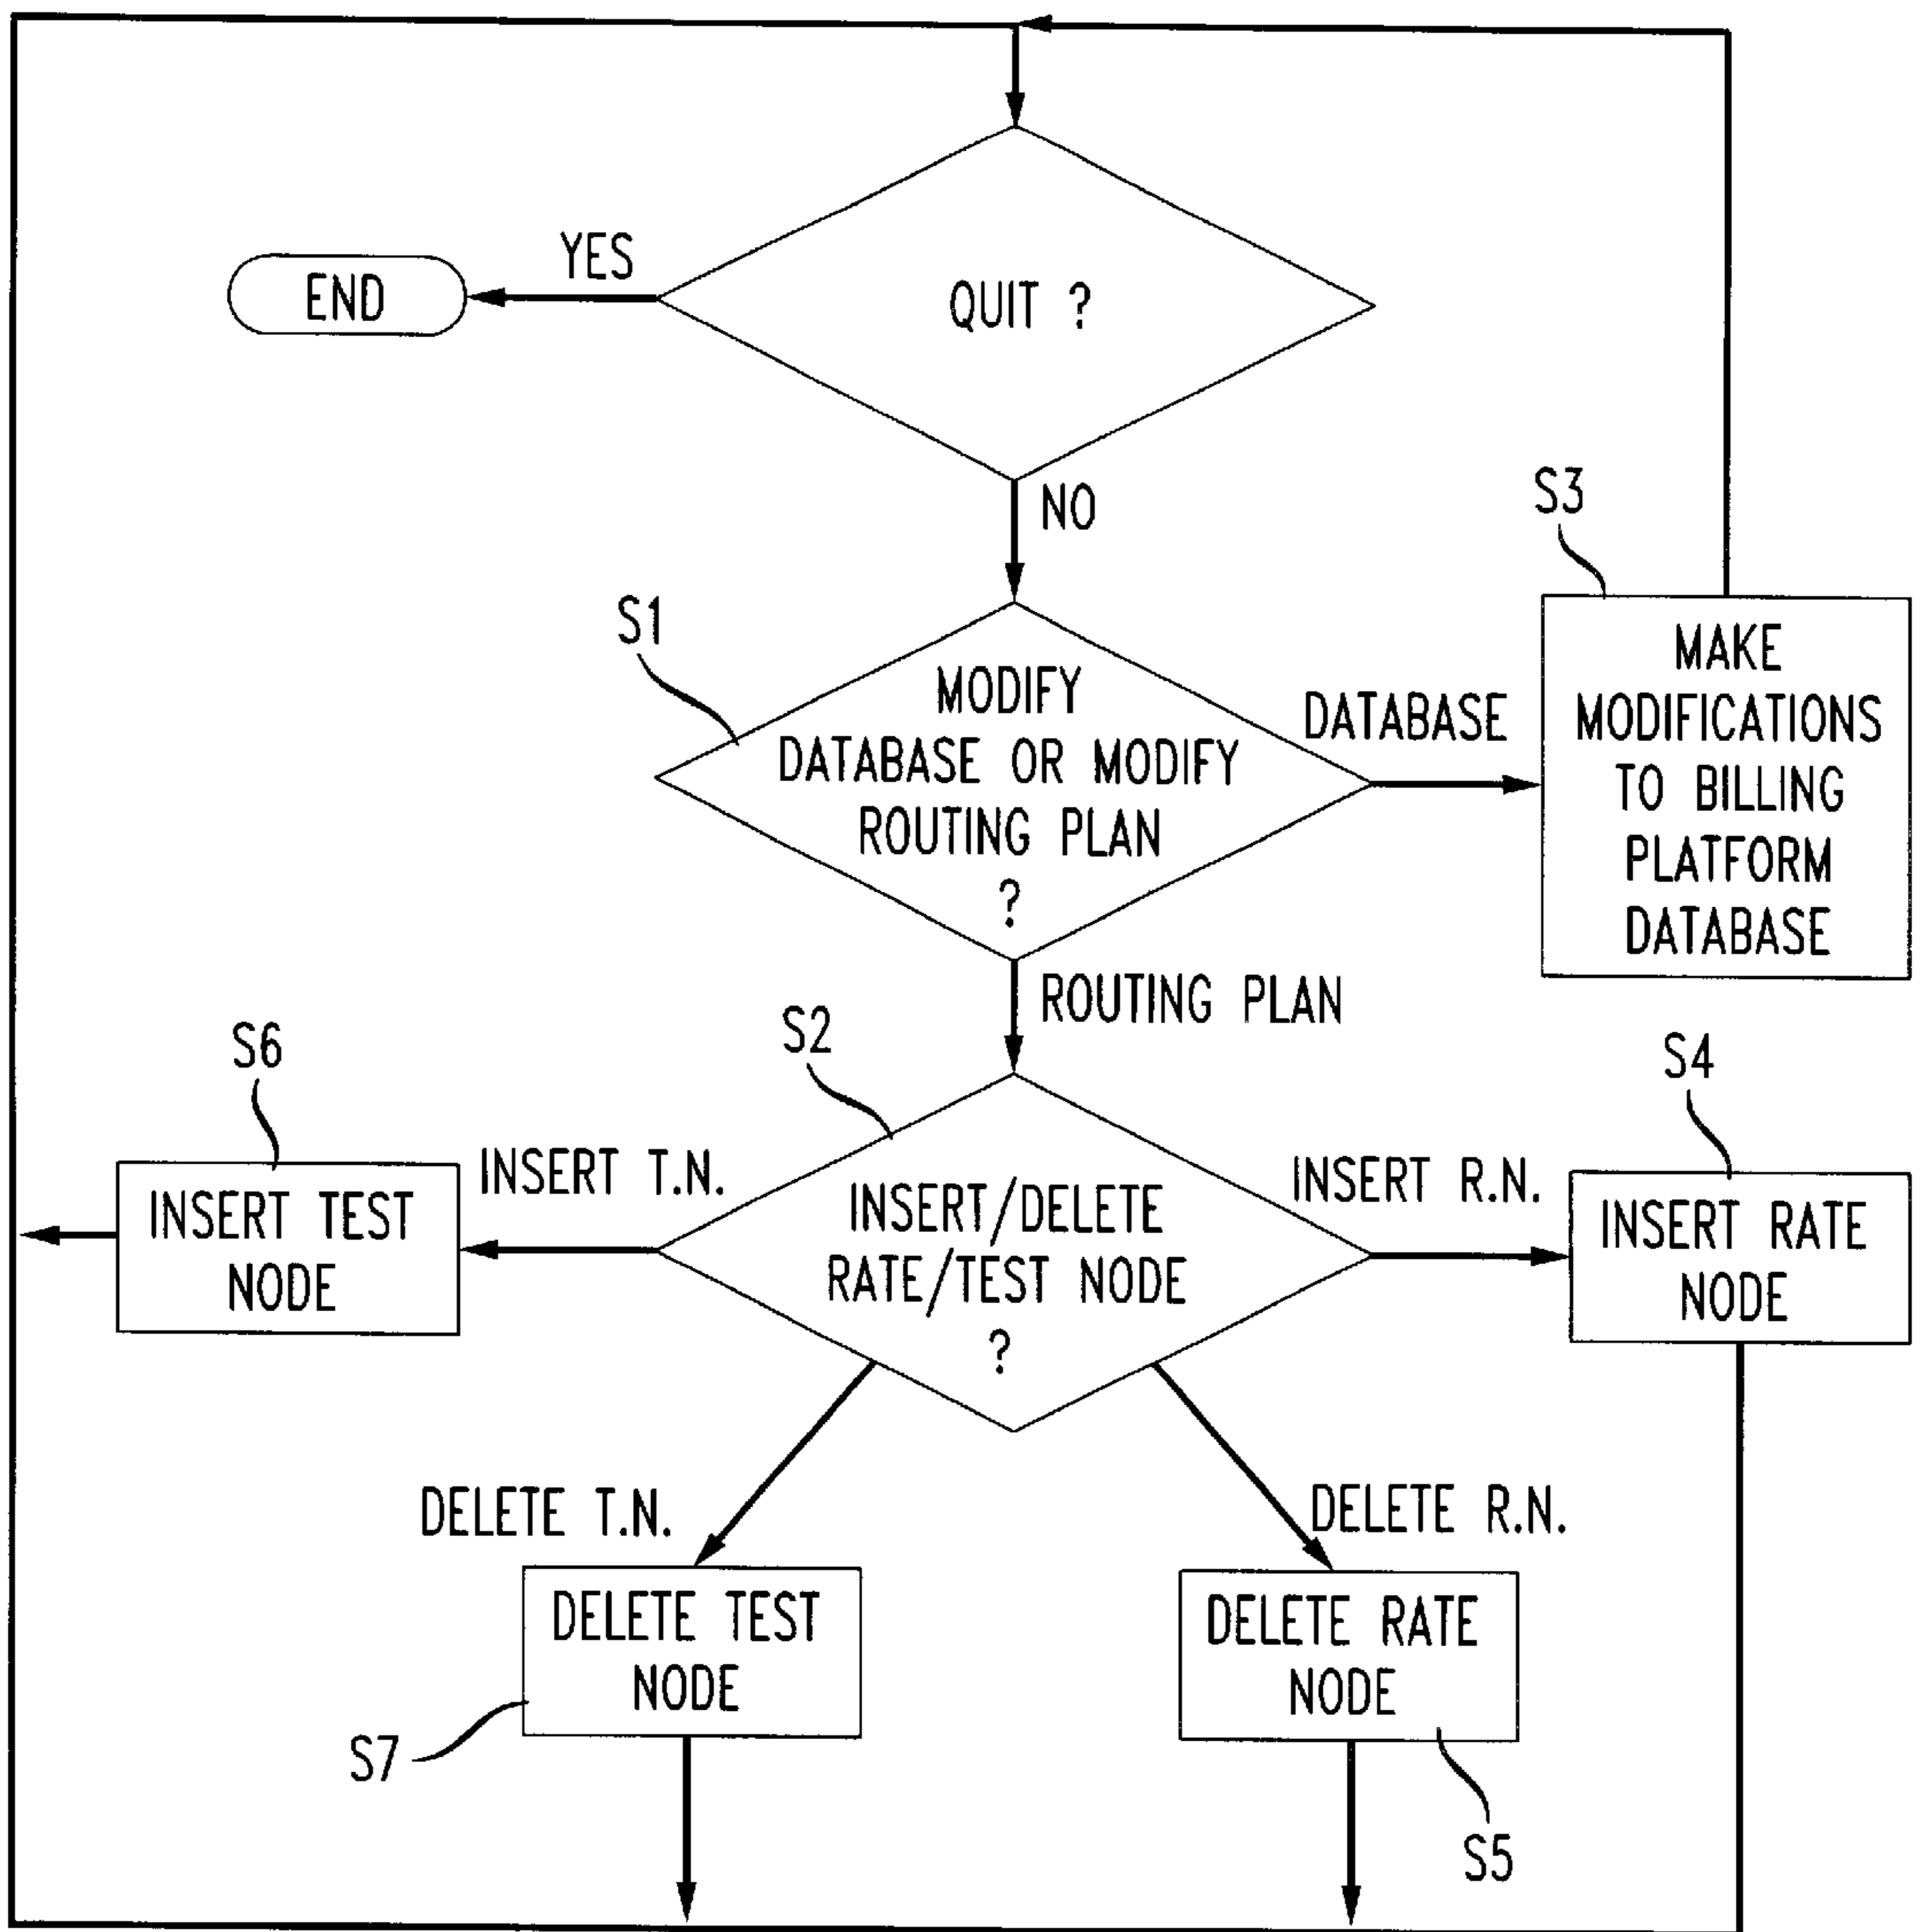 YES
END
QUIT ?
NO
S3
S1
MODIFY
DATABASE OR MODIFY
ROUTING PLAN
?
DATABASE
MAKE
MODIFICATIONS
TO BILLING
PLATFORM
DATABASE
ROUTING PLAN
S6
S2
S4
INSERT T.N.
INSERT TEST
NODE
INSERT/DELETE
RATE/TEST NODE
?
INSERT R.N.
INSERT RATE
NODE
DELETE T.N.
DELETE R.N.
DELETE TEST
NODE
DELETE RATE
NODE
S7
S5